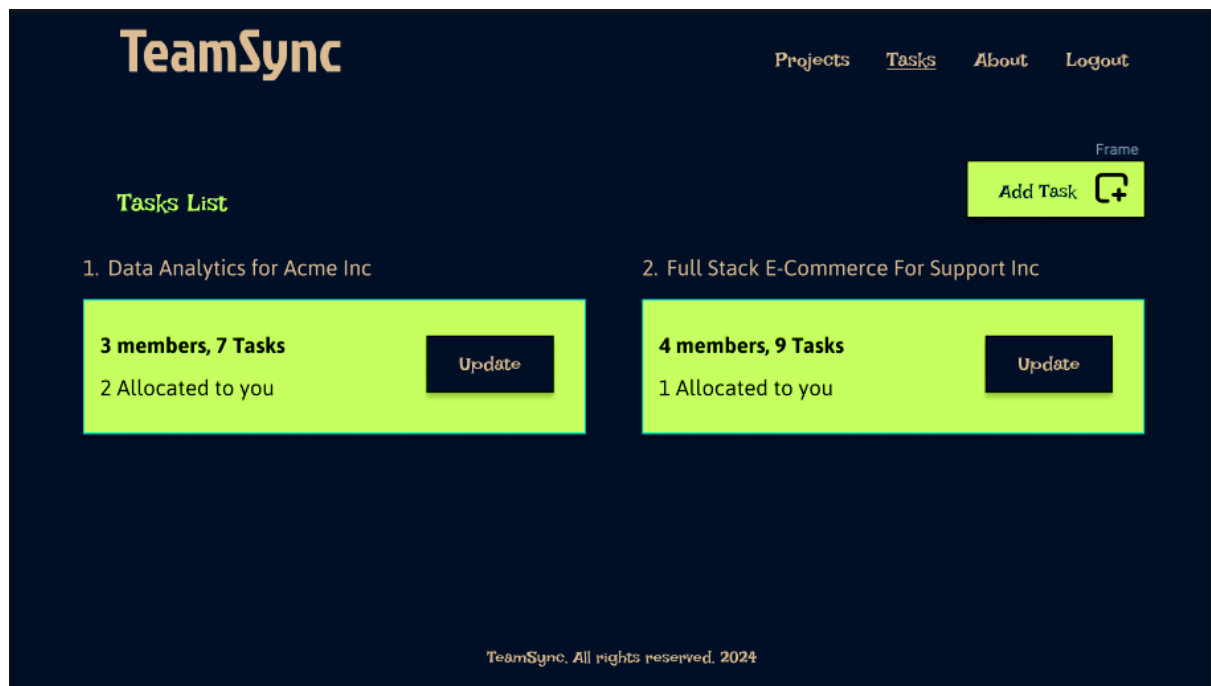 TeamSync
Projects Tasks About Logout
Frame
Add Task
Tasks List
1. Data Analytics for Acme Inc
3 members, 7 Tasks
2 Allocated to you
Update
2. Full Stack E-Commerce For Support Inc
4 members, 9 Tasks
1 Allocated to you
Update
TeamSync. All rights reserved. 2024